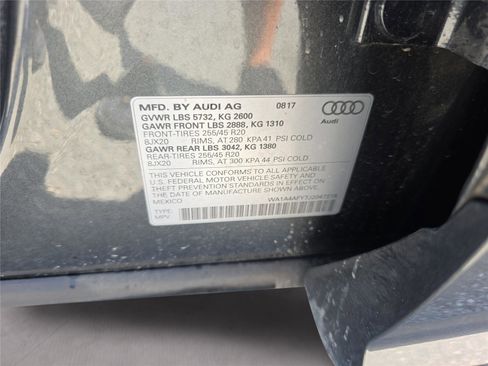 MFD. BY AUDI AG 08 17
GVWR LBS 5732, KG 2600
GAWR FRONT LBS 2888, KG 1310
FRONT-TIRES 255/45 R20
8JX20 RIMS, AT 280 KPA 41 PSI COLD
GAWR REAR LBS 3042, KG 1380
REAR-TIRES 255/45 R20
8JX20 RIMS, AT 300 KPA 44 PSI COLD
Audi
THIS VEHICLE CONFORMS TO ALL APPLICABLE
U.S. FEDERAL MOTOR VEHICLE SAFETY AND
THEFT PREVENTION STANDARDS IN EFFECT ON
THE DATE OF MANUFACTURE SHOWN ABOVE.
MEXICO
TYPE:
MPV